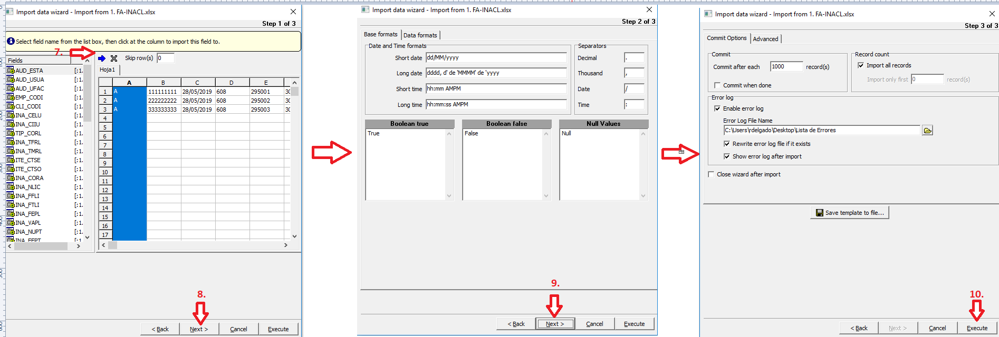 Import data wizard - Import from 1. FA-INACL.xlsx
Step 1 of 3
Select field name from the list box, then click at the column to import this field to.
7.
Skip row(s) 0
Fields
AUD_ESTA [:1.
AUD_USUA [:1.
AUD_UFAC [:1.
EMP_CODI [:1.
CLI_CODI [:1.
INA_CELU [:1.
INA_CIIU [:1.
TIP_CORL [:1.
INA_TFRL [:1.
INA_TMRL [:1.
ITE_CTSE [:1.
ITE_CTSO [:1.
INA_CORA [:1.
INA_NLIC [:1.
INA_FFLI [:1.
INA_FTLI [:1.
INA_FEPL [:1.
INA_VAPL [:1.
INA_NUPT [:1.
INA_FEPT [:1.
Hoja1
A B C D E
1 A 111111111 28/05/2019 608 295001 30
2 A 222222222 28/05/2019 608 295002 30
3 A 333333333 28/05/2019 608 295003 30
4
5
6
7
8
9
10
11
12
13
14
15
16
17
8.
< Back Next > Cancel Execute
Import data wizard - Import from 1. FA-INACL.xlsx
Step 2 of 3
Base formats Data formats
Date and Time formats
Short date dd/MM/yyyy
Long date dddd, d' de 'MMMM' de 'yyyy
Short time hh:mm AMPM
Long time hh:mm:ss AMPM
Separators
Decimal .
Thousand ,
Date /
Time :
Boolean true Boolean false Null Values
True False Null
9.
< Back Next > Cancel Execute
Import data wizard - Import from 1. FA-INACL.xlsx
Step 3 of 3
Commit Options Advanced
Commit
Commit after each 1000 record(s)
Commit when done
Record count
Import all records
Import only first 0 record(s)
Error log
Enable error log
Error Log File Name
C:\Users\rdelgado\Desktop\Lista de Errores
Rewrite error log file if it exists
Show error log after import
Close wizard after import
Save template to file...
10.
< Back Next > Cancel Execute